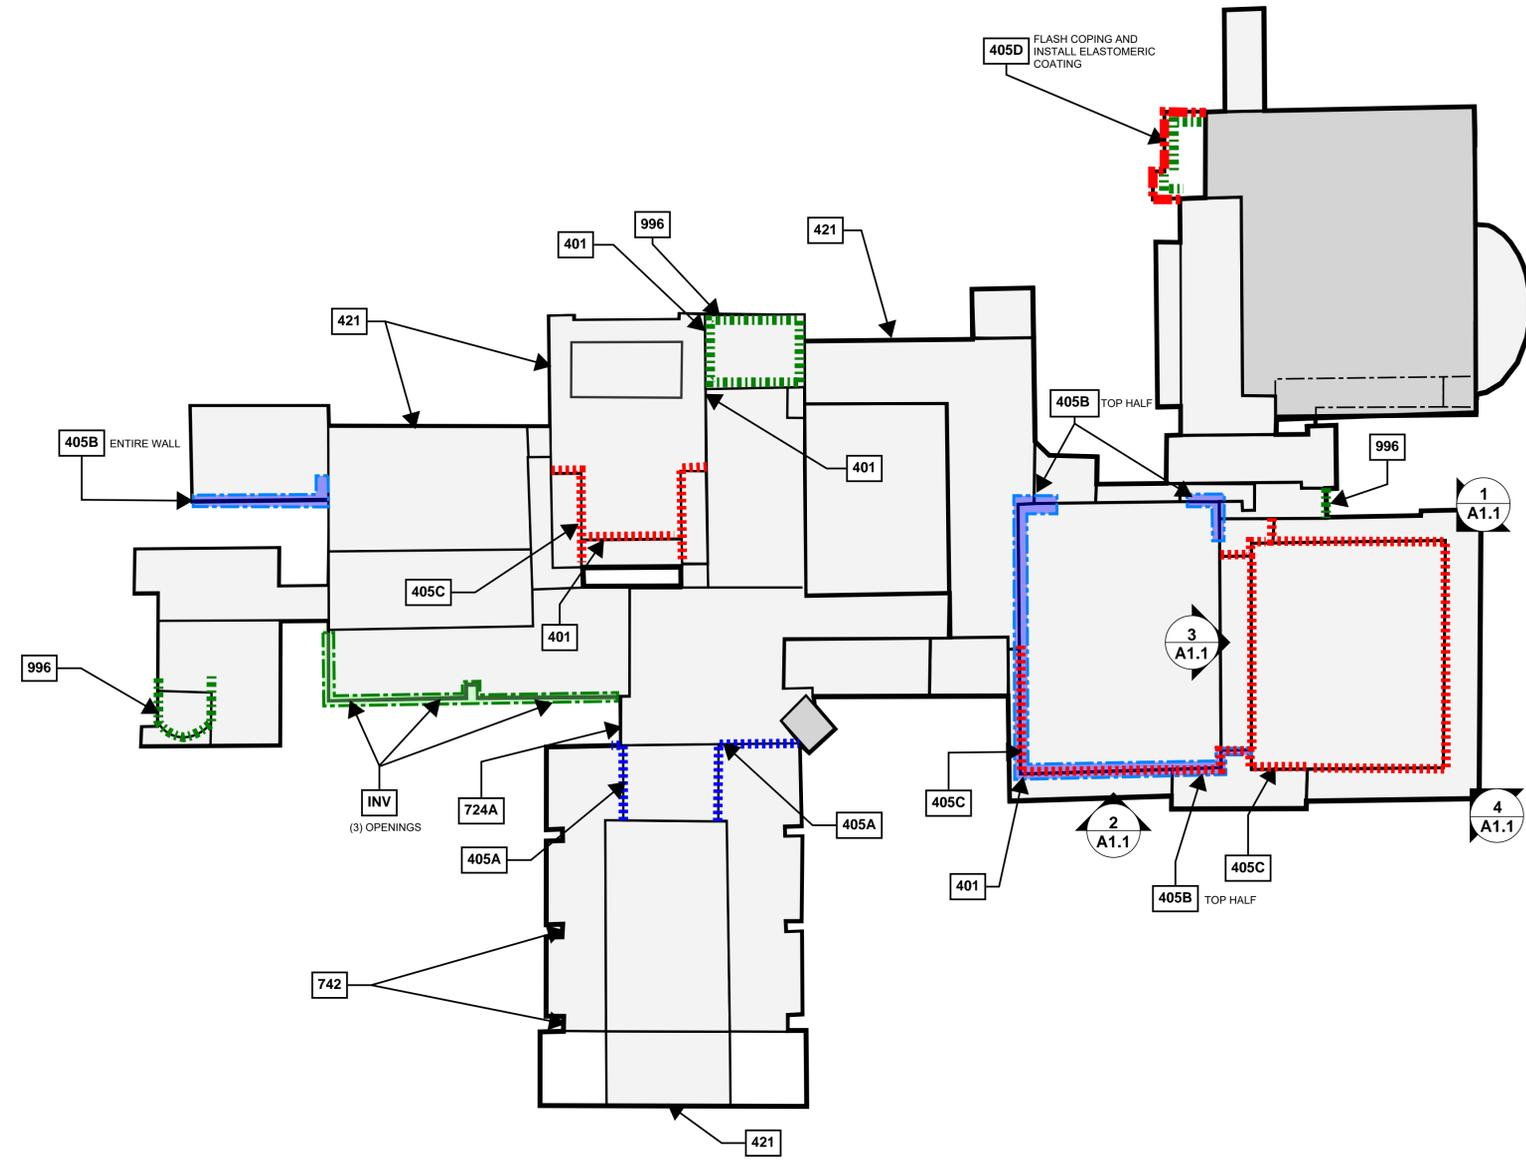 405D
FLASH COPING AND
INSTALL ELASTOMERIC
COATING
996
401
421
421
405B TOP HALF
405B ENTIRE WALL
996
401
1
A1.1
405C
401
3
A1.1
996
INV
(3) OPENINGS
724A
405C
405A
2
A1.1
4
A1.1
405A
405C
401
405B TOP HALF
742
421